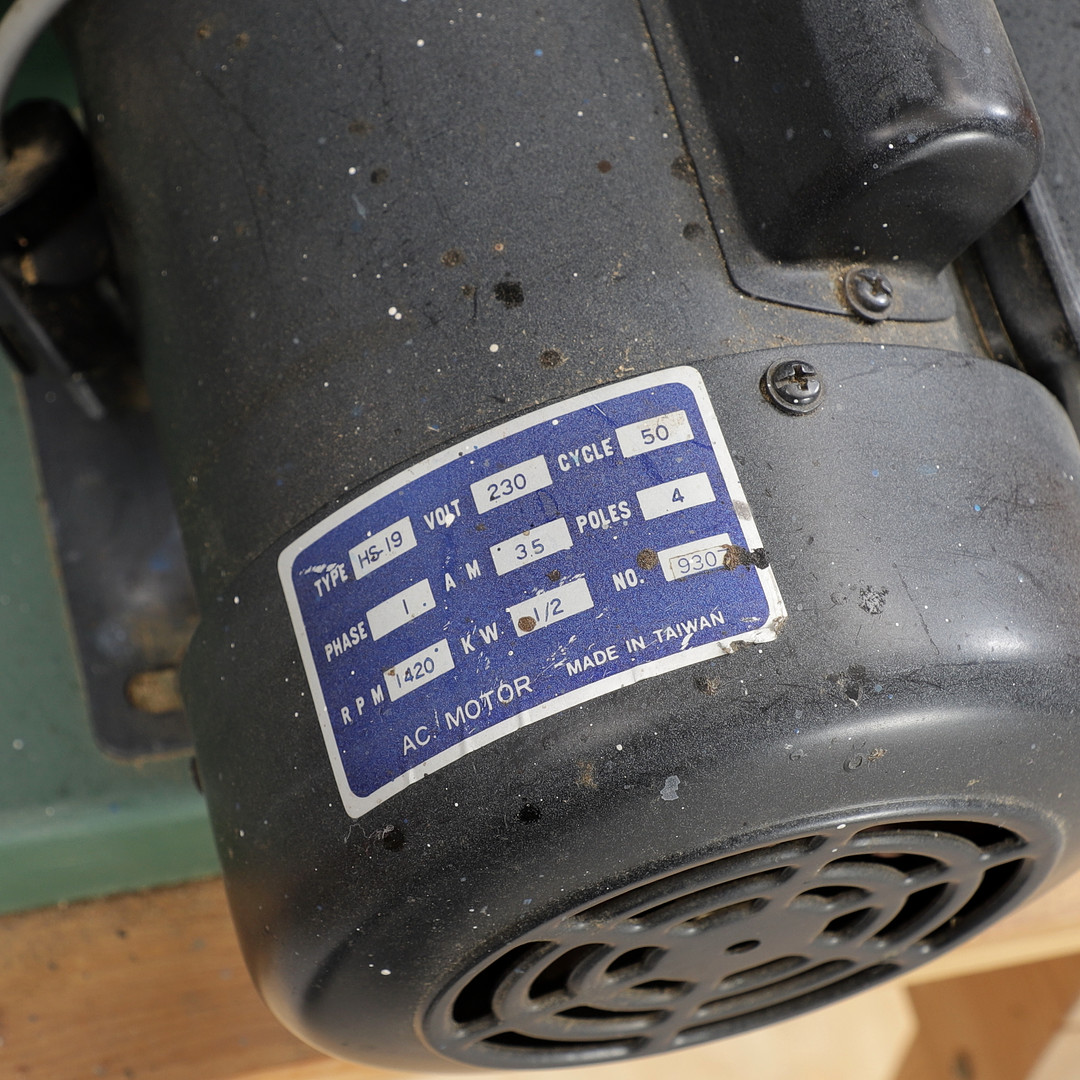 TYPE HS-19 VOLT 230 CYCLE 50
PHASE 1 A M 3.5 POLES 4
R P M 1420 KW 1/2 NO. 930
AC MOTOR MADE IN TAIWAN